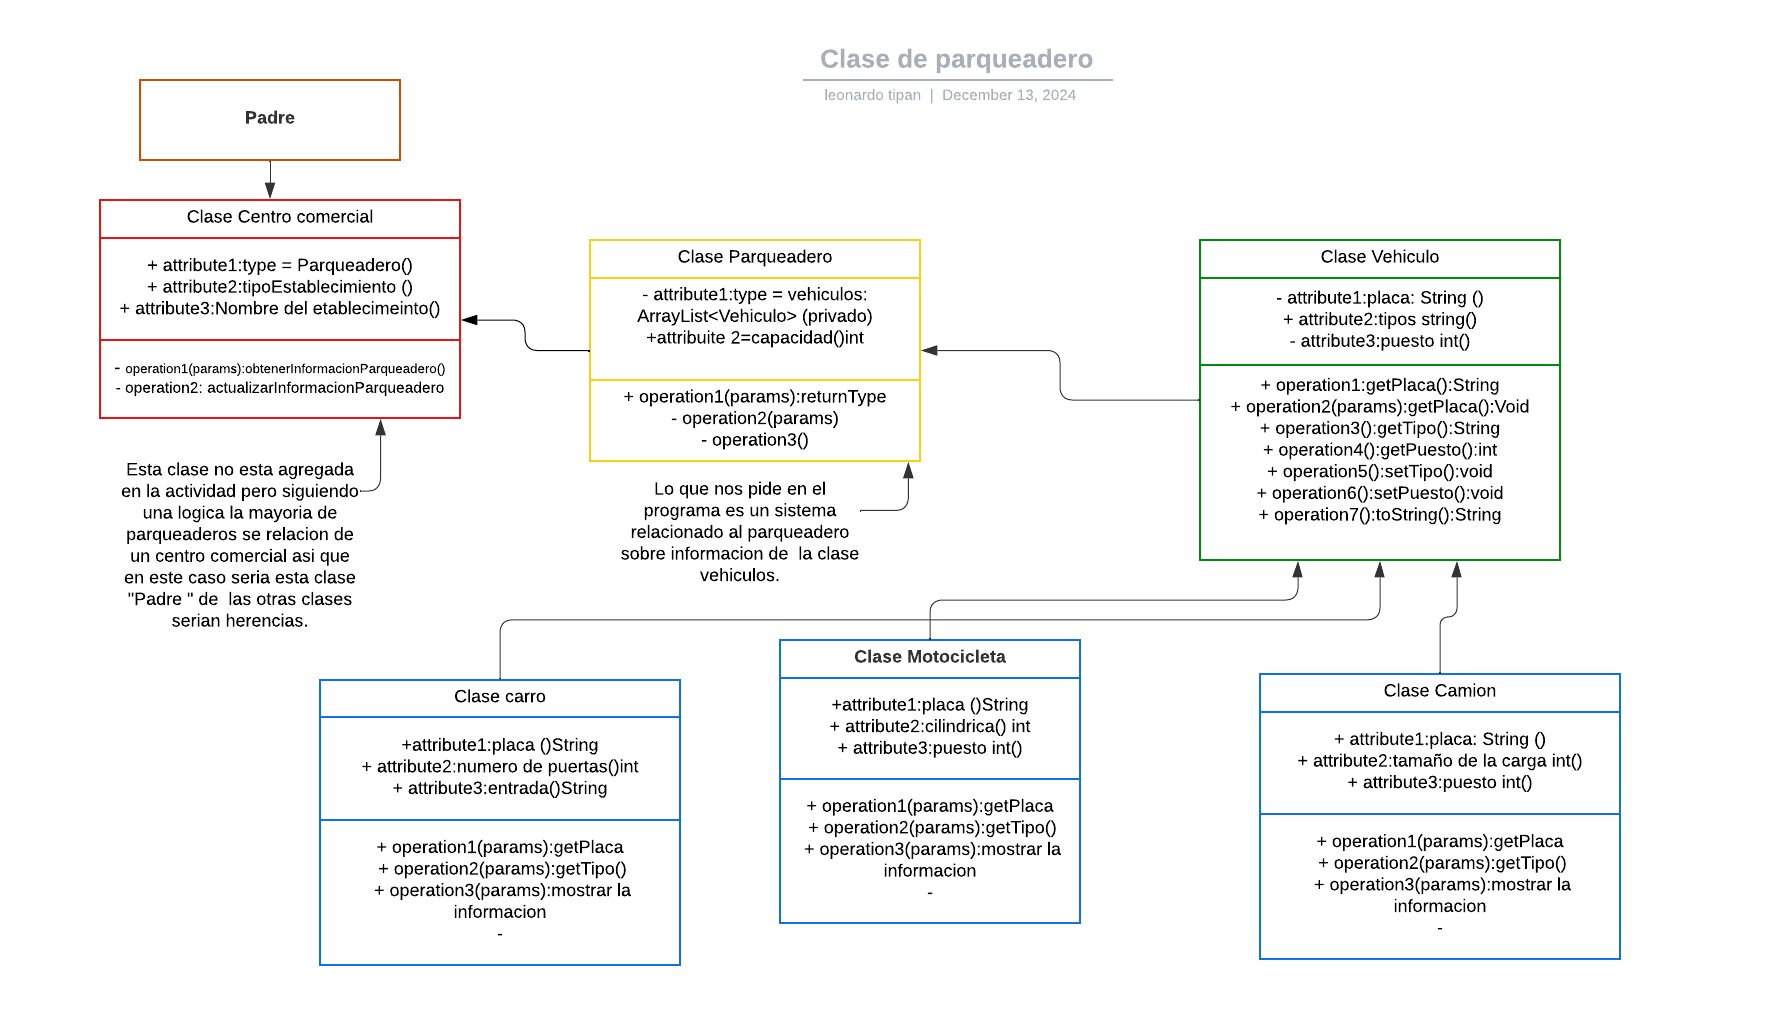 Clase de parqueadero
leonardo tipan | December 13, 2024
Padre
Clase Centro comercial
+ attribute1:type = Parqueadero()
+ attribute2:tipoEstablecimiento ()
+ attribute3:Nombre del etablecimeinto()
- operation1(params):obtenerInformacionParqueadero()
- operation2: actualizarInformacionParqueadero
Esta clase no esta agregada
en la actividad pero siguiendo
una logica la mayoria de
parqueaderos se relacion de
un centro comercial asi que
en este caso seria esta clase
"Padre " de  las otras clases
serian herencias.
Clase Parqueadero
- attribute1:type = vehiculos:
ArrayList<Vehiculo> (privado)
+attribuite 2=capacidad()int
+ operation1(params):returnType
- operation2(params)
- operation3()
Lo que nos pide en el
programa es un sistema
relacionado al parqueadero
sobre informacion de  la clase
vehiculos.
Clase Vehiculo
- attribute1:placa: String ()
+ attribute2:tipos string()
- attribute3:puesto int()
+ operation1:getPlaca():String
+ operation2(params):getPlaca():Void
+ operation3():getTipo():String
+ operation4():getPuesto():int
+ operation5():setTipo():void
+ operation6():setPuesto():void
+ operation7():toString():String
Clase carro
+attribute1:placa ()String
+ attribute2:numero de puertas()int
+ attribute3:entrada()String
+ operation1(params):getPlaca
+ operation2(params):getTipo()
+ operation3(params):mostrar la
informacion
-
Clase Motocicleta
+attribute1:placa ()String
+ attribute2:cilindrica() int
+ attribute3:puesto int()
+ operation1(params):getPlaca
+ operation2(params):getTipo()
+ operation3(params):mostrar la
informacion
-
Clase Camion
+ attribute1:placa: String ()
+ attribute2:tamaño de la carga int()
+ attribute3:puesto int()
+ operation1(params):getPlaca
+ operation2(params):getTipo()
+ operation3(params):mostrar la
informacion
-